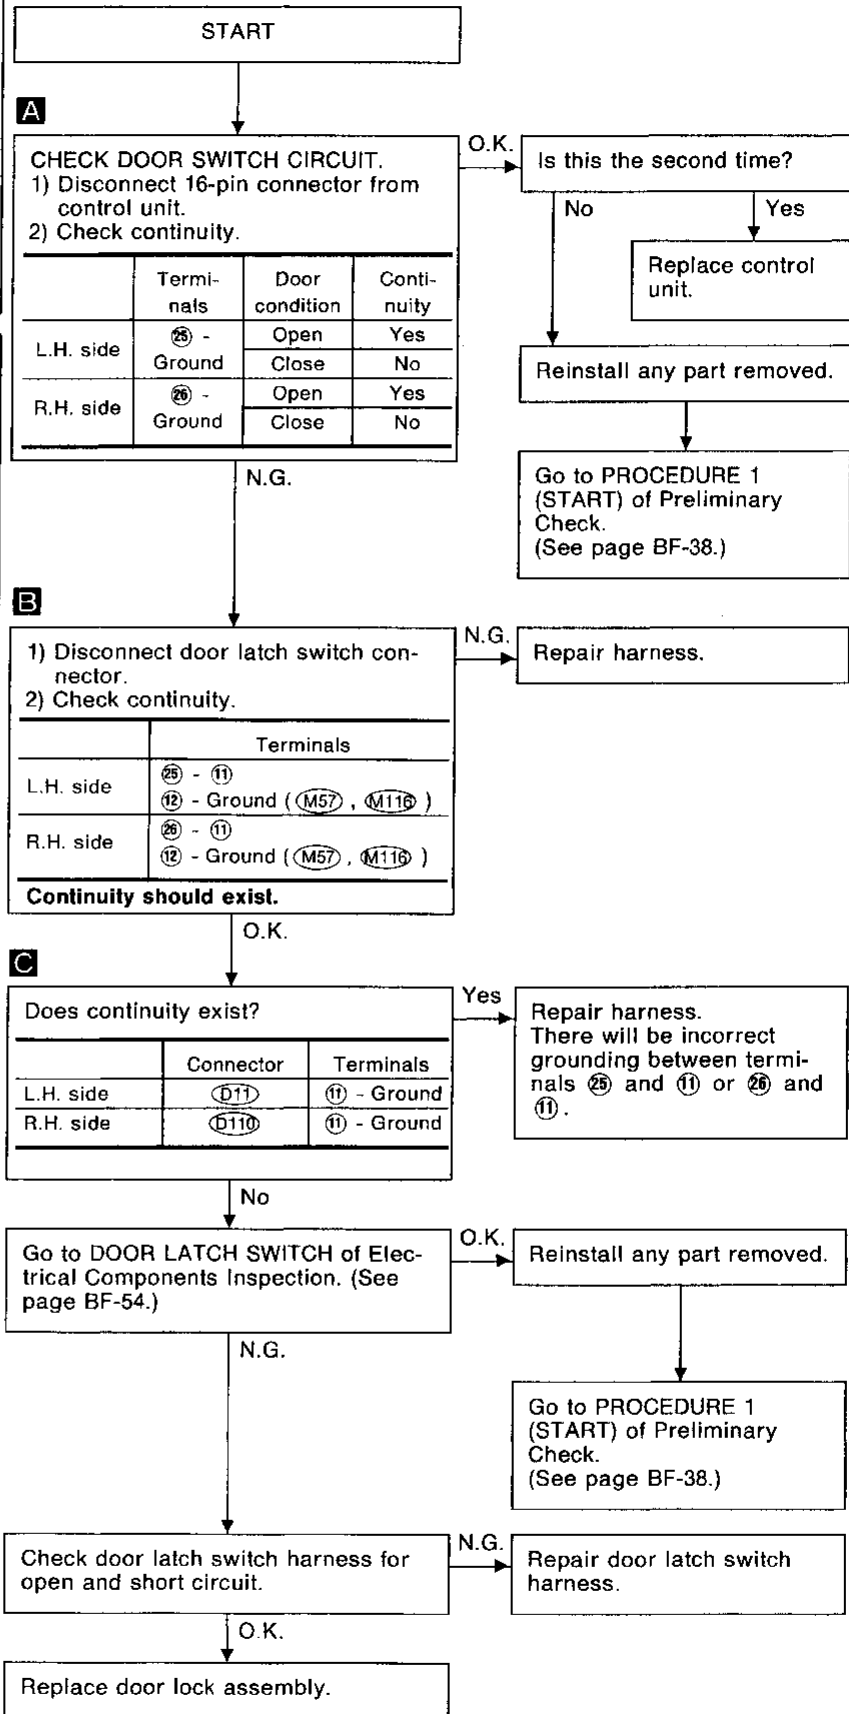 START
A
CHECK DOOR SWITCH CIRCUIT.
1) Disconnect 16-pin connector from
control unit.
2) Check continuity.
Termi-
nals
Door
condition
Conti-
nuity
L.H. side
25 -
Ground
Open
Yes
Close
No
R.H. side
26 -
Ground
Open
Yes
Close
No
O.K.
Is this the second time?
No
Yes
Replace control
unit.
Reinstall any part removed.
Go to PROCEDURE 1
(START) of Preliminary
Check.
(See page BF-38.)
N.G.
B
1) Disconnect door latch switch con-
nector.
2) Check continuity.
Terminals
L.H. side
25 - 11
12 - Ground ( M57 , M116 )
R.H. side
26 - 11
12 - Ground ( M57 , M116 )
Continuity should exist.
N.G.
Repair harness.
O.K.
C
Does continuity exist?
Connector Terminals
L.H. side D11 11 - Ground
R.H. side D110 11 - Ground
Yes
Repair harness.
There will be incorrect
grounding between termi-
nals 25 and 11 or 26 and
11 .
No
Go to DOOR LATCH SWITCH of Elec-
trical Components Inspection. (See
page BF-54.)
O.K.
Reinstall any part removed.
Go to PROCEDURE 1
(START) of Preliminary
Check.
(See page BF-38.)
N.G.
Check door latch switch harness for
open and short circuit.
N.G.
Repair door latch switch
harness.
O.K.
Replace door lock assembly.